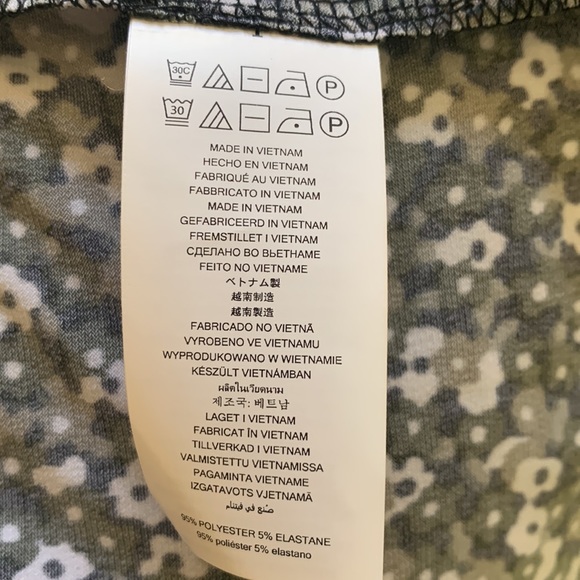 30C P
30 P
MADE IN VIETNAM
HECHO EN VIETNAM
FABRIQUÉ AU VIETNAM
FABBRICATO IN VIETNAM
MADE IN VIETNAM
GEFABRICEERD IN VIETNAM
FREMSTILLET I VIETNAM
СДЕЛАНО ВО ВЬЕТНАМЕ
FEITO NO VIETNAME
ベトナム製
越南制造
越南製造
FABRICADO NO VIETNÃ
VYROBENO VE VIETNAMU
WYPRODUKOWANO W WIETNAMIE
KÉSZÜLT VIETNÁMBAN
ผลิตในเวียดนาม
제조국: 베트남
LAGET I VIETNAM
FABRICAT ÎN VIETNAM
TILLVERKAD I VIETNAM
VALMISTETTU VIETNAMISSA
PAGAMINTA VIETNAME
IZGATAVOTS VJETNAMĀ
صنع في فيتنام
95% POLYESTER 5% ELASTANE
95% poliéster 5% elastano